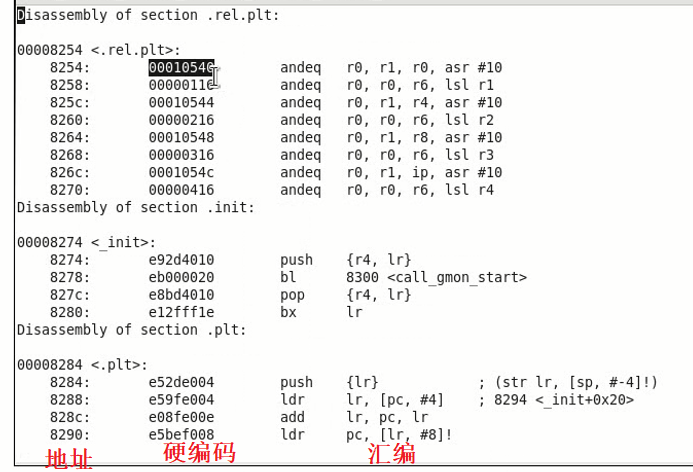 Disassembly of section .rel.plt:
00008254 <.rel.plt>:
8254: 00010540 andeq r0, r1, r0, asr #10
8258: 00000116 andeq r0, r0, r6, lsl r1
825c: 00010544 andeq r0, r1, r4, asr #10
8260: 00000216 andeq r0, r0, r6, lsl r2
8264: 00010548 andeq r0, r1, r8, asr #10
8268: 00000316 andeq r0, r0, r6, lsl r3
826c: 0001054c andeq r0, r1, ip, asr #10
8270: 00000416 andeq r0, r0, r6, lsl r4
Disassembly of section .init:
00008274 <_init>:
8274: e92d4010 push {r4, lr}
8278: eb000020 bl 8300 <call_gmon_start>
827c: e8bd4010 pop {r4, lr}
8280: e12fff1e bx lr
Disassembly of section .plt:
00008284 <.plt>:
8284: e52de004 push {lr} ; (str lr, [sp, #-4]!)
8288: e59fe004 ldr lr, [pc, #4] ; 8294 <_init+0x20>
828c: e08fe00e add lr, pc, lr
8290: e5bef008 ldr pc, [lr, #8]!
地址 硬编码 汇编